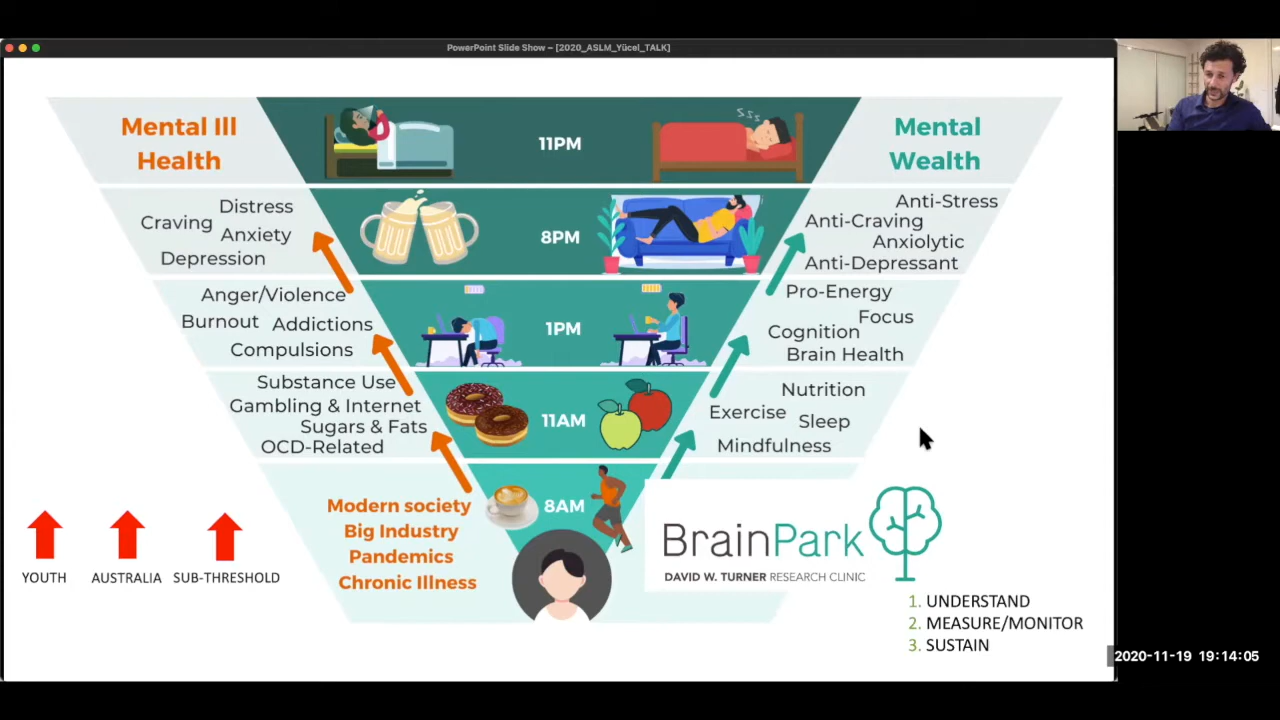 PowerPoint Slide Show – [2020_ASLM_Yücel_TALK]
Mental Ill
Health
11PM
Mental
Wealth
Distress
Craving
Anxiety
Depression
8PM
Anti-Stress
Anti-Craving
Anxiolytic
Anti-Depressant
Anger/Violence
Burnout
Addictions
Compulsions
1PM
Pro-Energy
Focus
Cognition
Brain Health
Substance Use
Gambling & Internet
Sugars & Fats
OCD-Related
11AM
Nutrition
Exercise
Sleep
Mindfulness
Modern society
Big Industry
Pandemics
Chronic Illness
8AM
BrainPark
DAVID W. TURNER RESEARCH CLINIC
YOUTH
AUSTRALIA
SUB-THRESHOLD
1. UNDERSTAND
2. MEASURE/MONITOR
3. SUSTAIN
2020-11-19 19:14:05